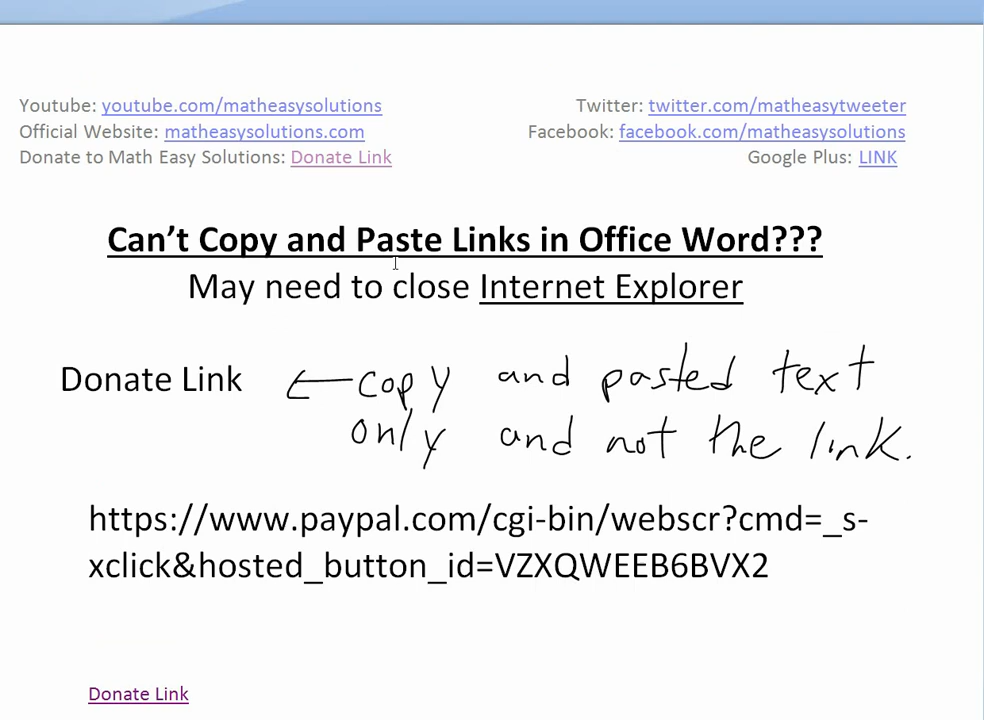 Youtube: youtube.com/matheasysolutions
Twitter: twitter.com/matheasytweeter
Official Website: matheasysolutions.com
Facebook: facebook.com/matheasysolutions
Donate to Math Easy Solutions: Donate Link
Google Plus: LINK
Can’t Copy and Paste Links in Office Word???
May need to close Internet Explorer
Donate Link ← copy and pasted text
only and not the link.
https://www.paypal.com/cgi-bin/webscr?cmd=_s-
xclick&hosted_button_id=VZXQWEEB6BVX2
Donate Link